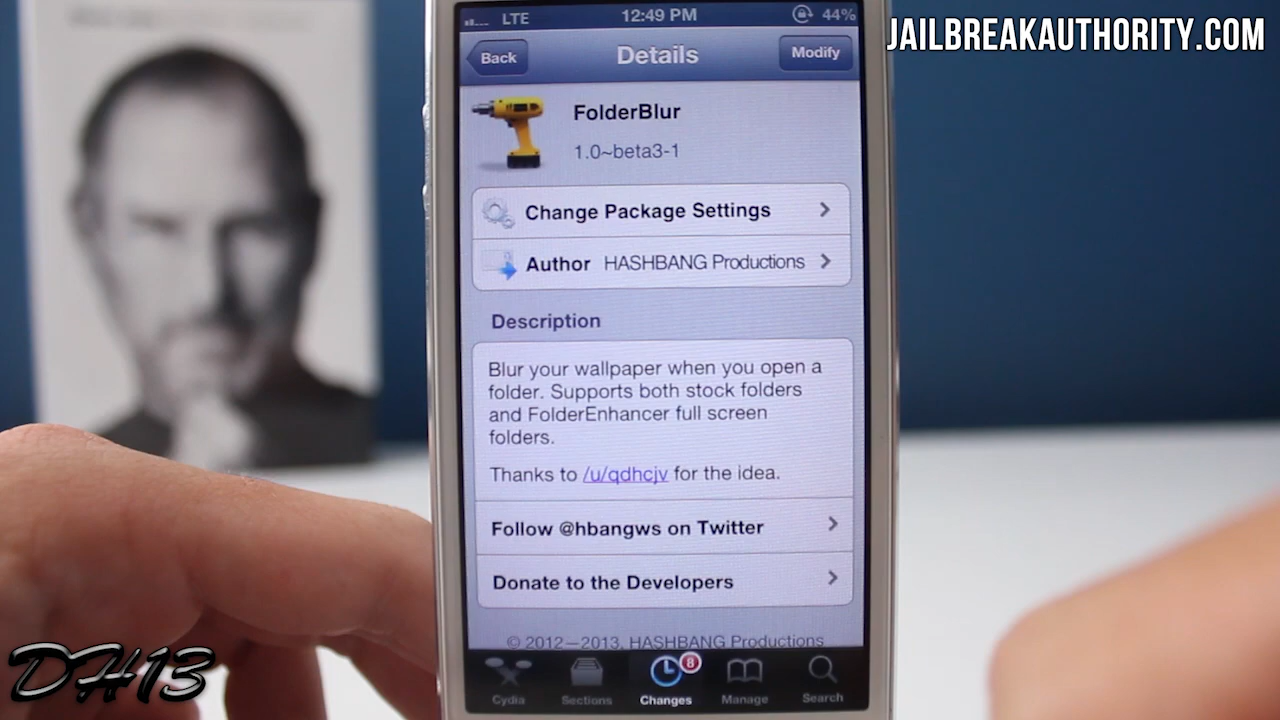 JAILBREAKAUTHORITY.COM
LTE 12:49 PM 44%
Back Details Modify
FolderBlur
1.0~beta3-1
Change Package Settings
Author HASHBANG Productions
Description
Blur your wallpaper when you open a
folder. Supports both stock folders
and FolderEnhancer full screen
folders.
Thanks to /u/qdhcjv for the idea.
Follow @hbangws on Twitter
Donate to the Developers
© 2012–2013, HASHBANG Productions
8
Cydia Sections Changes Manage Search
DH13